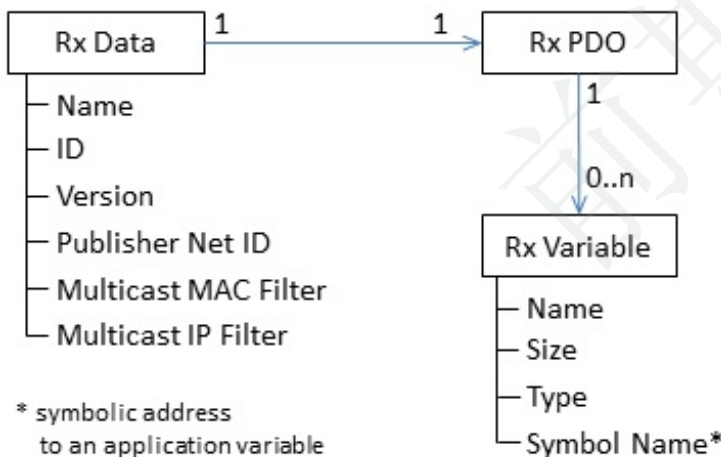 Rx Data
1
1
Rx PDO
Name
ID
Version
Publisher Net ID
Multicast MAC Filter
Multicast IP Filter
1
0..n
Rx Variable
Name
Size
Type
Symbol Name*
* symbolic address
to an application variable
前